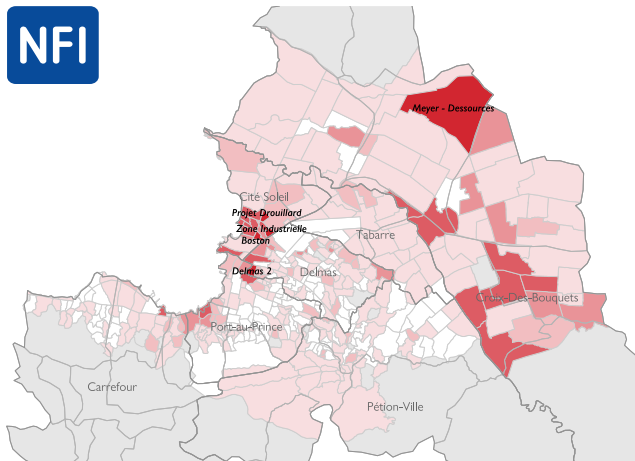 NFI
Meyer - Dessources
Cité Soleil
Projet Drouillard
Zone Industrielle
Boston
Tabarre
Delmas 2
Delmas
Croix-Des-Bouquets
Port-au-Prince
Carrefour
Pétion-Ville